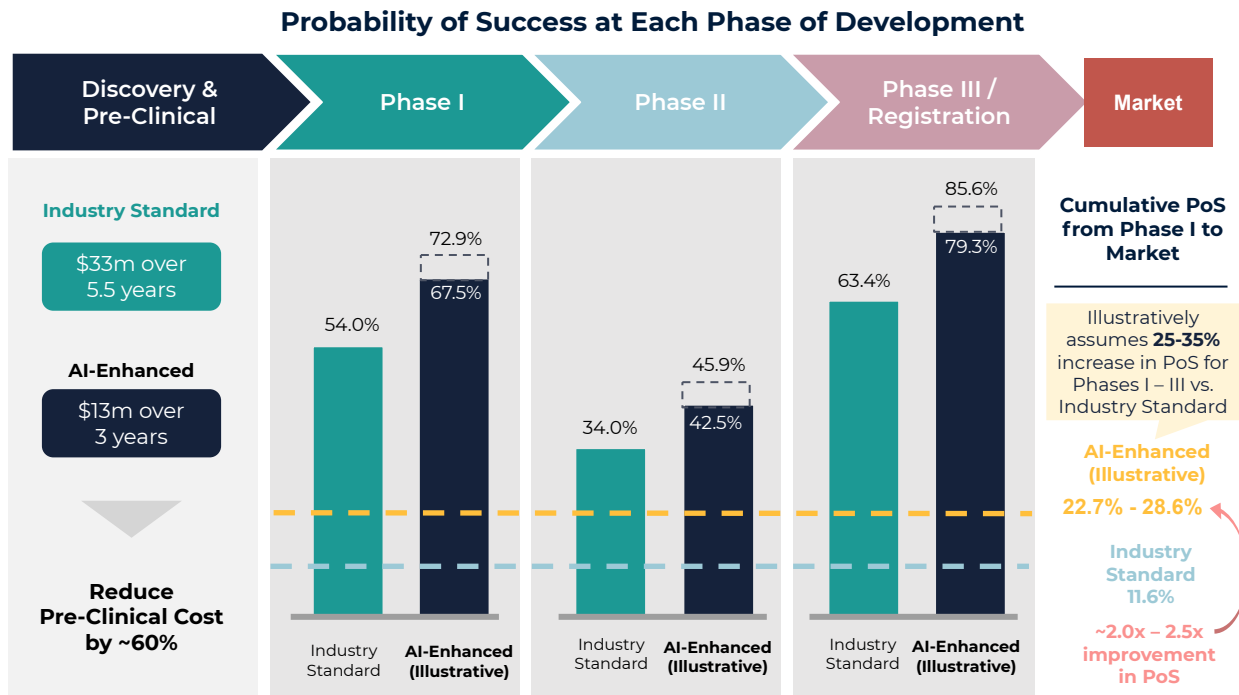 Probability of Success at Each Phase of Development
Discovery &
Pre-Clinical
Phase I
Phase II
Phase III /
Registration
Market
Industry Standard
$33m over
5.5 years
AI-Enhanced
$13m over
3 years
Reduce
Pre-Clinical Cost
by ~60%
54.0%
72.9%
67.5%
Industry
Standard
AI-Enhanced
(Illustrative)
34.0%
45.9%
42.5%
Industry
Standard
AI-Enhanced
(Illustrative)
63.4%
85.6%
79.3%
Industry
Standard
AI-Enhanced
(Illustrative)
Cumulative PoS
from Phase I to
Market
Illustratively
assumes 25-35%
increase in PoS for
Phases I – III vs.
Industry Standard
AI-Enhanced
(Illustrative)
22.7% - 28.6%
Industry
Standard
11.6%
~2.0x – 2.5x
improvement
in PoS